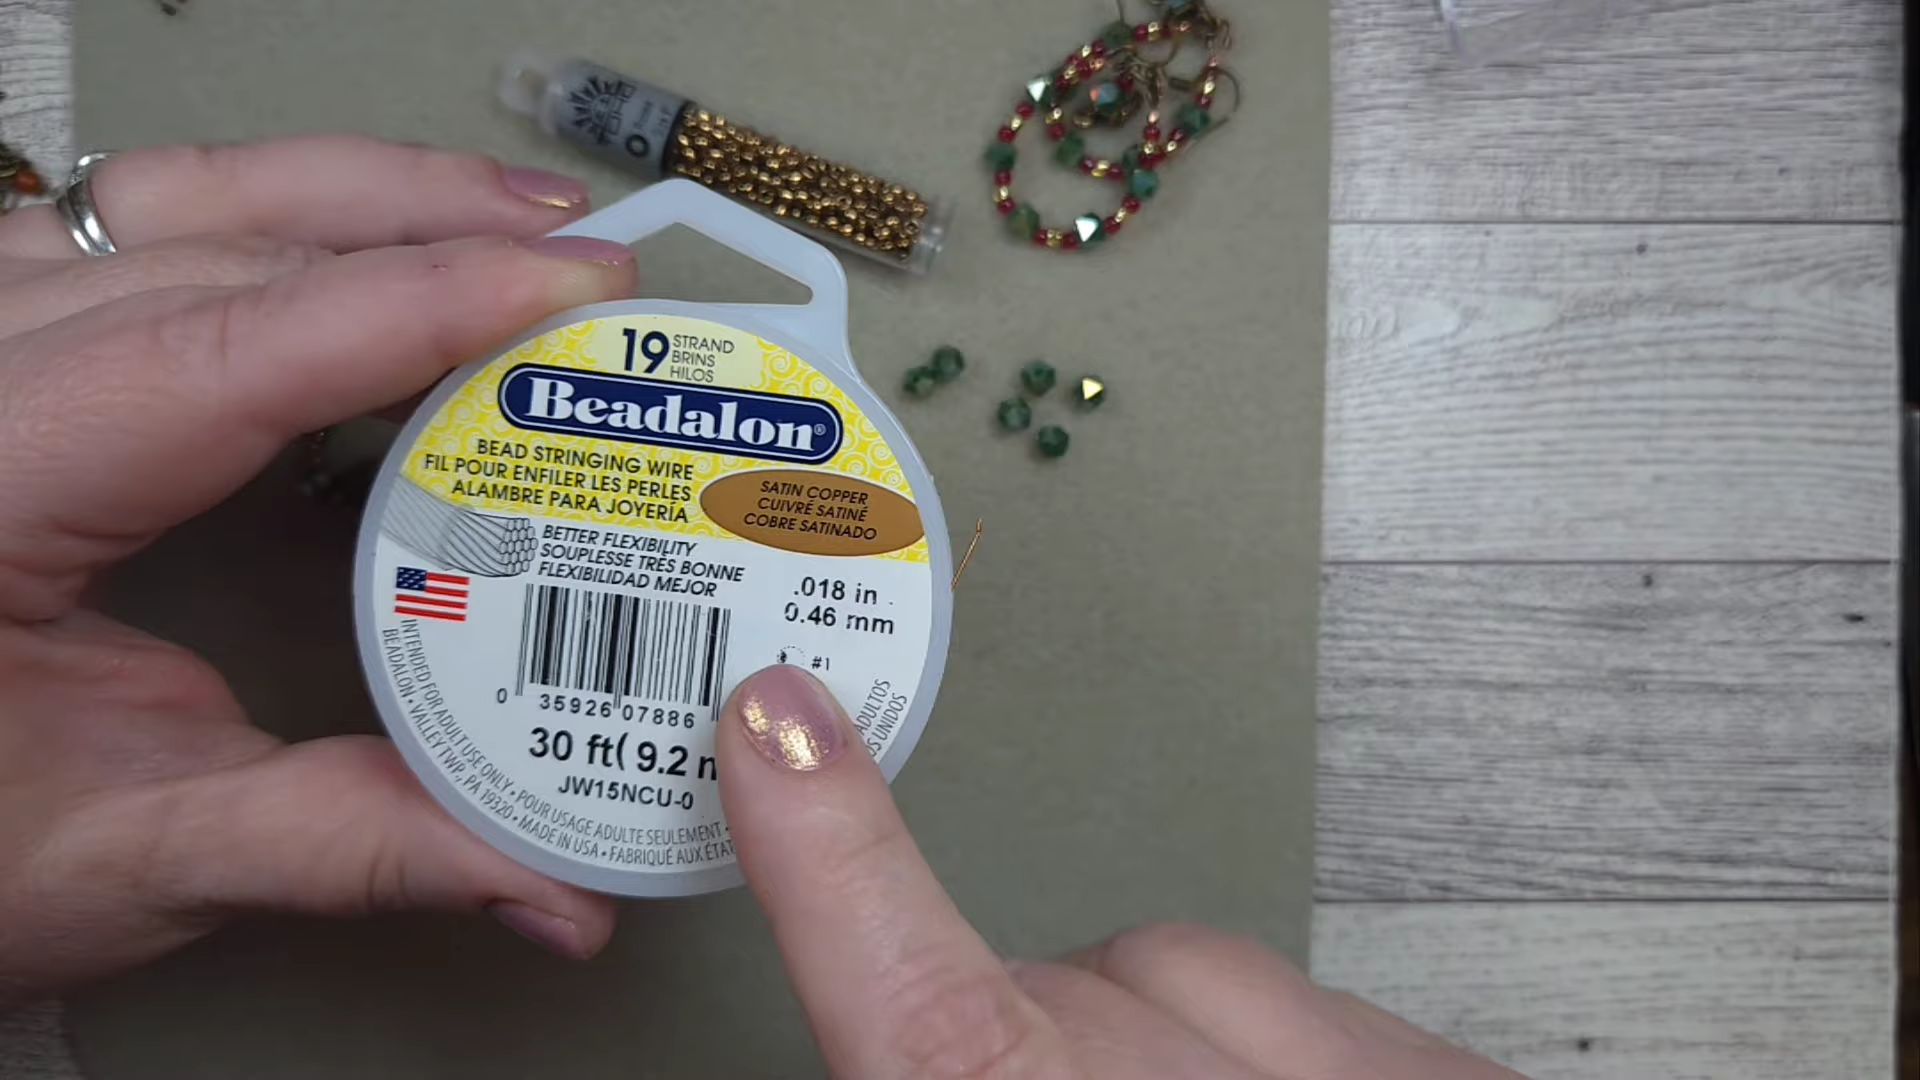 19 STRAND
BRINS
HILOS
Beadalon®
BEAD STRINGING WIRE
FIL POUR ENFILER LES PERLES
ALAMBRE PARA JOYERÍA
SATIN COPPER
CUIVRÉ SATINÉ
COBRE SATINADO
BETTER FLEXIBILITY
SOUPLESSE TRÈS BONNE
FLEXIBILIDAD MEJOR
.018 in.
0.46 mm
#1
0 35926 07886
30 ft( 9.2
JW15NCU-0
INTENDED FOR ADULT USE ONLY • POUR USAGE ADULTE SEULEMENT •
ADULTOS
BEADALON • VALLEY TWP., PA 19320 • MADE IN USA • FABRIQUÉ AUX ÉTAT
OS UNIDOS